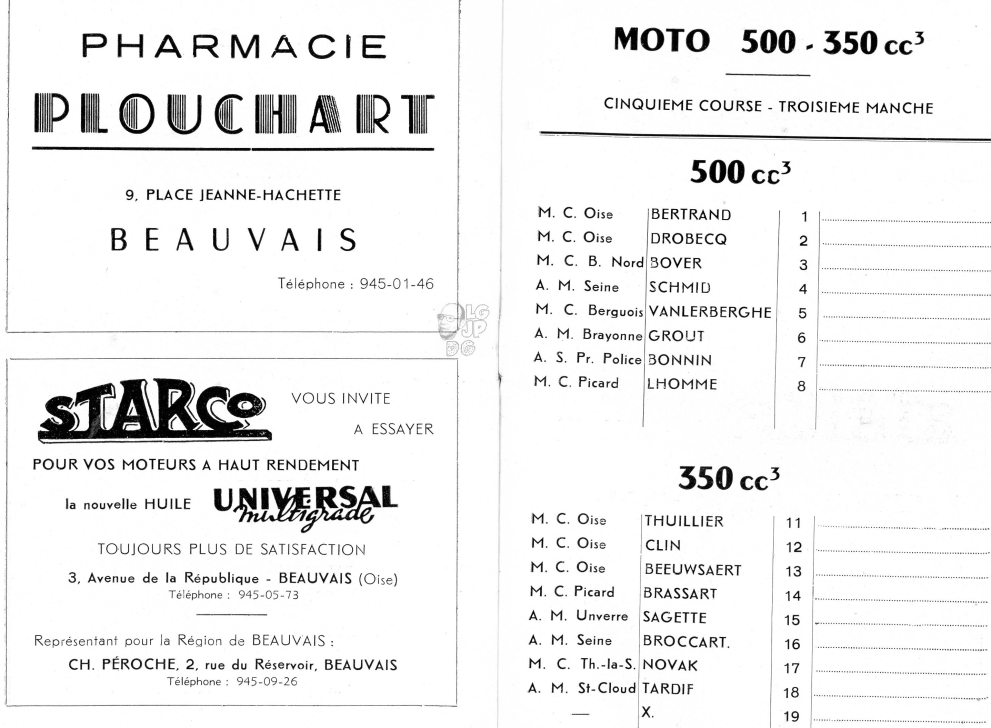 PHARMACIE
PLOUCHART
9, PLACE JEANNE-HACHETTE
BEAUVAIS
Téléphone : 945-01-46
STARCO
VOUS INVITE
A ESSAYER
POUR VOS MOTEURS A HAUT RENDEMENT
la nouvelle HUILE UNIVERSAL
multigrade
TOUJOURS PLUS DE SATISFACTION
3, Avenue de la République - BEAUVAIS (Oise)
Téléphone : 945-05-73
Représentant pour la Région de BEAUVAIS :
CH. PÉROCHE, 2, rue du Réservoir, BEAUVAIS
Téléphone : 945-09-26
LG
JP
DG
MOTO 500 - 350 cc³
CINQUIEME COURSE - TROISIEME MANCHE
500 cc³
M. C. Oise BERTRAND 1
M. C. Oise DROBECQ 2
M. C. B. Nord BOVER 3
A. M. Seine SCHMID 4
M. C. Berguois VANLERBERGHE 5
A. M. Brayonne GROUT 6
A. S. Pr. Police BONNIN 7
M. C. Picard LHOMME 8
350 cc³
M. C. Oise THUILLIER 11
M. C. Oise CLIN 12
M. C. Oise BEEUWSAERT 13
M. C. Picard BRASSART 14
A. M. Unverre SAGETTE 15
A. M. Seine BROCCART. 16
M. C. Th.-la-S. NOVAK 17
A. M. St-Cloud TARDIF 18
— X. 19